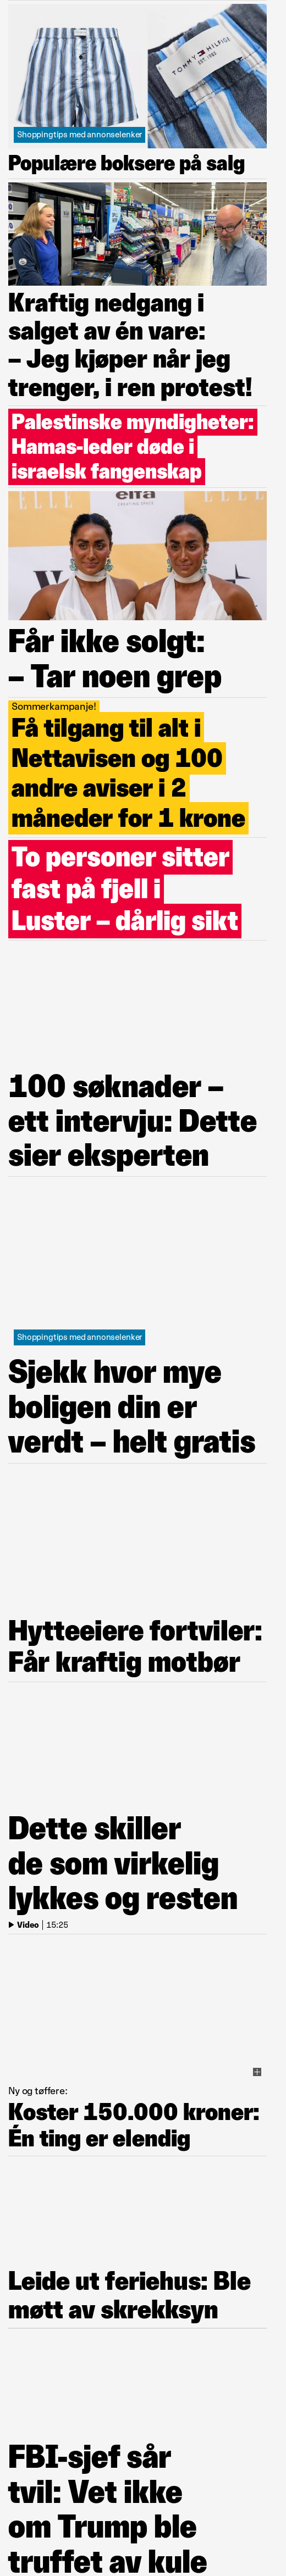 TOMMY HILFIGER
EST. 1985
Shoppingtips med annonselenker
Populære boksere på salg
Kraftig nedgang i
salget av én vare:
– Jeg kjøper når jeg
trenger, i ren protest!
Palestinske myndigheter:
Hamas-leder døde i
israelsk fangenskap
Får ikke solgt:
– Tar noen grep
Sommerkampanje!
Få tilgang til alt i
Nettavisen og 100
andre aviser i 2
måneder for 1 krone
To personer sitter
fast på fjell i
Luster – dårlig sikt
100 søknader –
ett intervju: Dette
sier eksperten
Shoppingtips med annonselenker
Sjekk hvor mye
boligen din er
verdt – helt gratis
Hytteeiere fortviler:
Får kraftig motbør
Dette skiller
de som virkelig
lykkes og resten
Video | 15:25
Ny og tøffere:
Koster 150.000 kroner:
Én ting er elendig
Leide ut feriehus: Ble
møtt av skrekksyn
FBI-sjef sår
tvil: Vet ikke
om Trump ble
truffet av kule